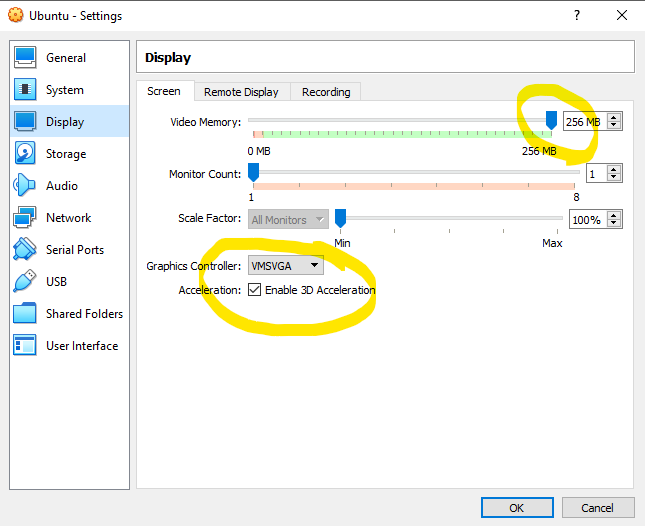 Ubuntu - Settings
General
System
Display
Storage
Audio
Network
Serial Ports
USB
Shared Folders
User Interface
Display
Screen Remote Display Recording
Video Memory: 256 MB
0 MB 256 MB
Monitor Count: 1
1 8
Scale Factor: All Monitors 100%
Min Max
Graphics Controller: VMSVGA
Acceleration: Enable 3D Acceleration
OK Cancel